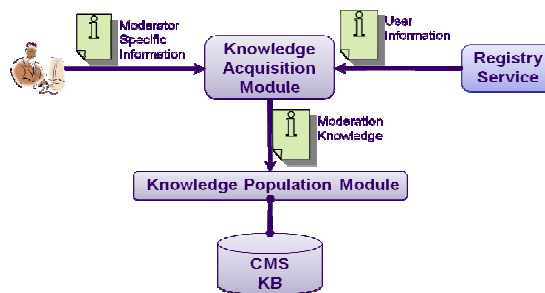 i
Moderator
Specific
Information
Knowledge
Acquisition
Module
i
User
Information
Registry
Service
i
Moderation
Knowledge
Knowledge Population Module
CMS
KB